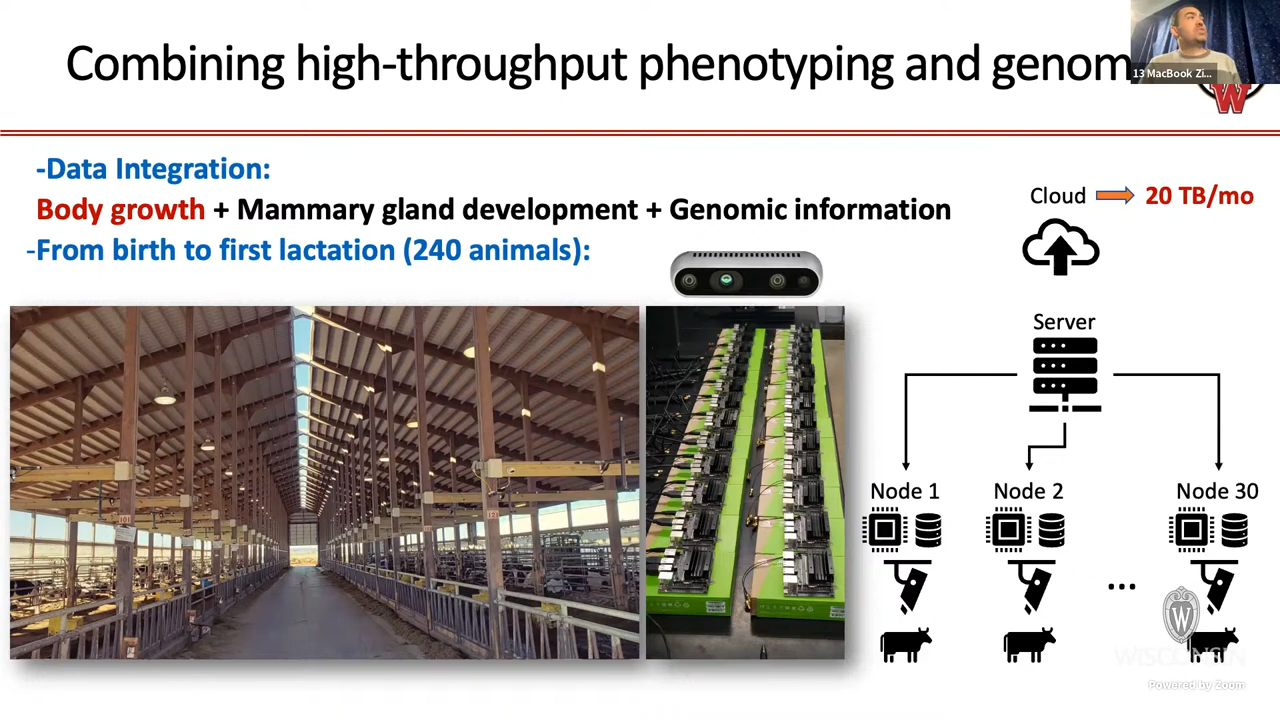 Combining high-throughput phenotyping and genom
13 MacBook Zi...
W
-Data Integration:
Body growth + Mammary gland development + Genomic information
-From birth to first lactation (240 animals):
Cloud
20 TB/mo
Server
Node 1
Node 2
Node 30
...
W
WISCONSIN
Powered by Zoom